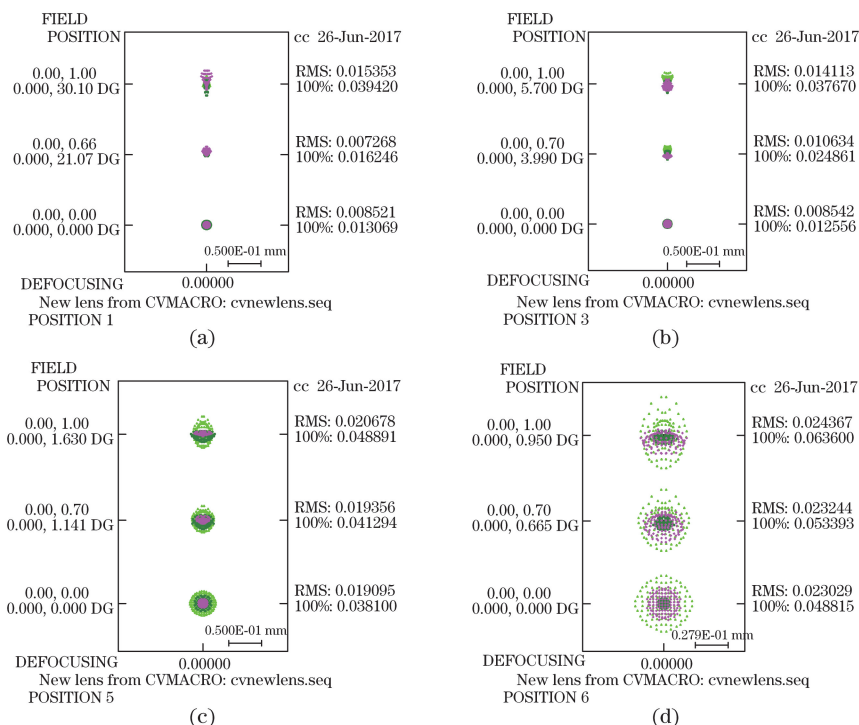 FIELD
POSITION
cc 26-Jun-2017
0.00, 1.00
0.000, 30.10 DG
RMS: 0.015353
100%: 0.039420
0.00, 0.66
0.000, 21.07 DG
RMS: 0.007268
100%: 0.016246
0.00, 0.00
0.000, 0.000 DG
RMS: 0.008521
100%: 0.013069
0.500E-01 mm
DEFOCUSING
0.00000
New lens from CVMACRO: cvnewlens.seq
POSITION 1
(a)
FIELD
POSITION
cc 26-Jun-2017
0.00, 1.00
0.000, 5.700 DG
RMS: 0.014113
100%: 0.037670
0.00, 0.70
0.000, 3.990 DG
RMS: 0.010634
100%: 0.024861
0.00, 0.00
0.000, 0.000 DG
RMS: 0.008542
100%: 0.012556
0.500E-01 mm
DEFOCUSING
0.00000
New lens from CVMACRO: cvnewlens.seq
POSITION 3
(b)
FIELD
POSITION
cc 26-Jun-2017
0.00, 1.00
0.000, 1.630 DG
RMS: 0.020678
100%: 0.048891
0.00, 0.70
0.000, 1.141 DG
RMS: 0.019356
100%: 0.041294
0.00, 0.00
0.000, 0.000 DG
RMS: 0.019095
100%: 0.038100
0.500E-01 mm
DEFOCUSING
0.00000
New lens from CVMACRO: cvnewlens.seq
POSITION 5
(c)
FIELD
POSITION
cc 26-Jun-2017
0.00, 1.00
0.000, 0.950 DG
RMS: 0.024367
100%: 0.063600
0.00, 0.70
0.000, 0.665 DG
RMS: 0.023244
100%: 0.053393
0.00, 0.00
0.000, 0.000 DG
RMS: 0.023029
100%: 0.048815
0.279E-01 mm
DEFOCUSING
0.00000
New lens from CVMACRO: cvnewlens.seq
POSITION 6
(d)